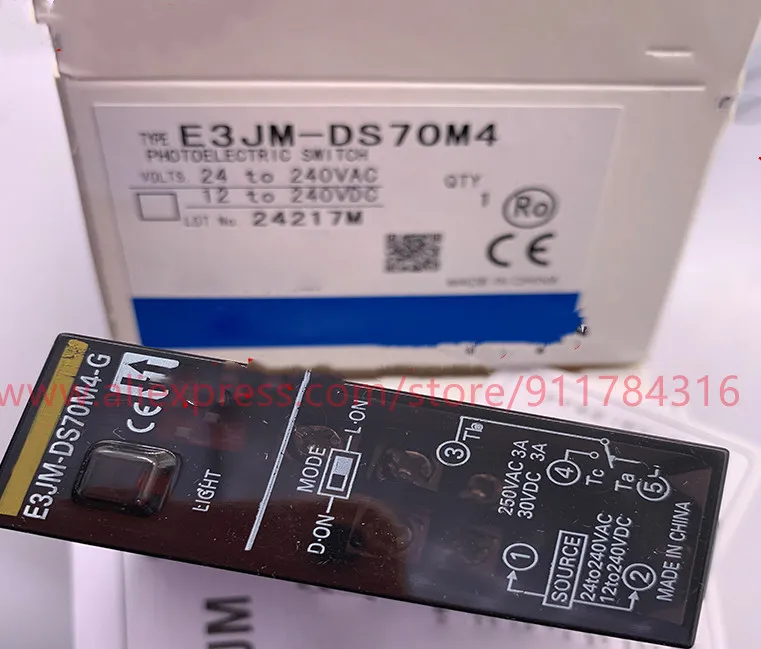 TYPE E3JM-DS70M4
PHOTOELECTRIC SWITCH
VOLTS 24 to 240VAC
12 to 240VDC
QTY
1
LOT No. 24217M
Ro
CE
MADE IN CHINA
www.aliexpress.com/store/911784316
E3JM-DS70M4-G
CE
LIGHT
MODE
D·ON
L·ON
3
Tb
250VAC 3A
30VDC 3A
4
Tc
Ta
5
1
SOURCE
24to240VAC
12to240VDC
2
MADE IN CHINA
JM